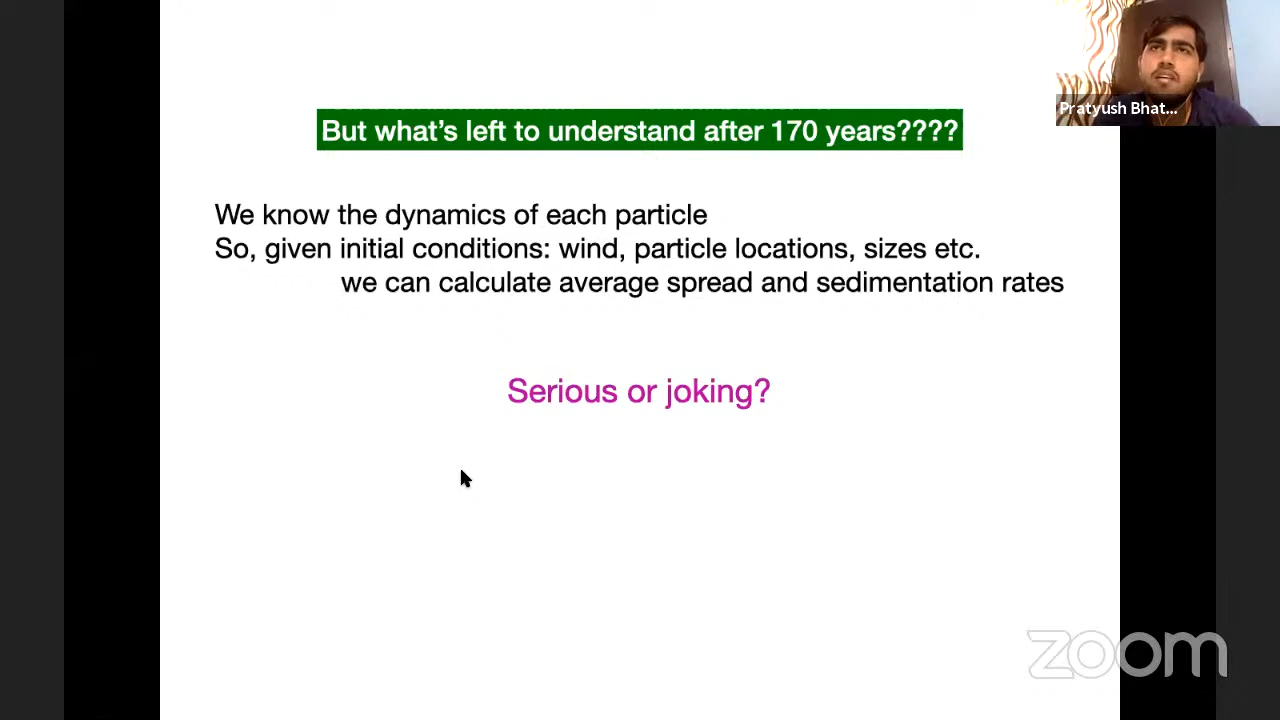 Pratyush Bhat...
But what's left to understand after 170 years????
We know the dynamics of each particle
So, given initial conditions: wind, particle locations, sizes etc.
we can calculate average spread and sedimentation rates
Serious or joking?
zoom